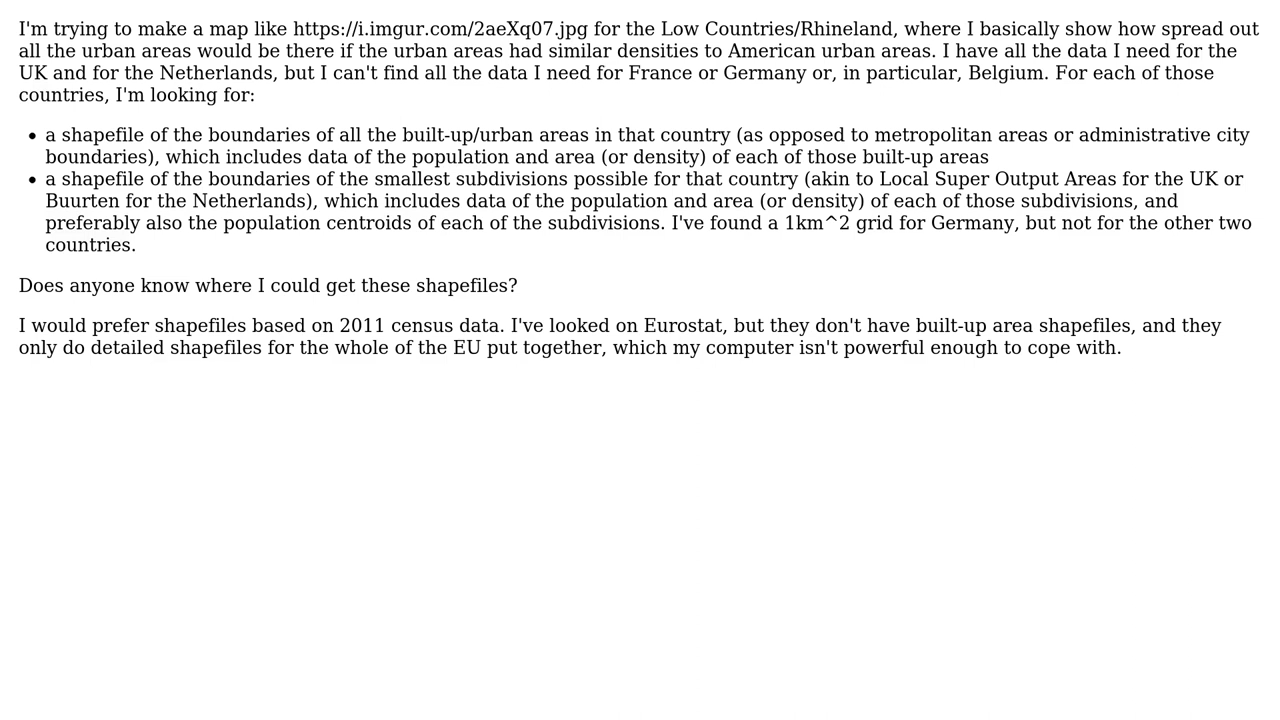 I'm trying to make a map like https://i.imgur.com/2aeXq07.jpg for the Low Countries/Rhineland, where I basically show how spread out
all the urban areas would be there if the urban areas had similar densities to American urban areas. I have all the data I need for the
UK and for the Netherlands, but I can't find all the data I need for France or Germany or, in particular, Belgium. For each of those
countries, I'm looking for:
• a shapefile of the boundaries of all the built-up/urban areas in that country (as opposed to metropolitan areas or administrative city
boundaries), which includes data of the population and area (or density) of each of those built-up areas
• a shapefile of the boundaries of the smallest subdivisions possible for that country (akin to Local Super Output Areas for the UK or
Buurten for the Netherlands), which includes data of the population and area (or density) of each of those subdivisions, and
preferably also the population centroids of each of the subdivisions. I've found a 1km^2 grid for Germany, but not for the other two
countries.
Does anyone know where I could get these shapefiles?
I would prefer shapefiles based on 2011 census data. I've looked on Eurostat, but they don't have built-up area shapefiles, and they
only do detailed shapefiles for the whole of the EU put together, which my computer isn't powerful enough to cope with.